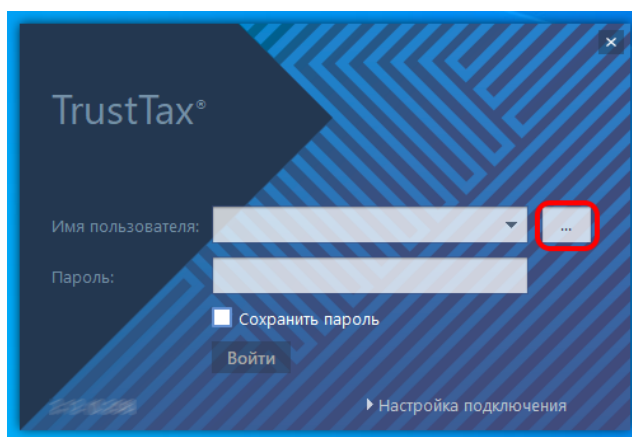 TrustTax®
Имя пользователя:
...
Пароль:
Сохранить пароль
Войти
Настройка подключения